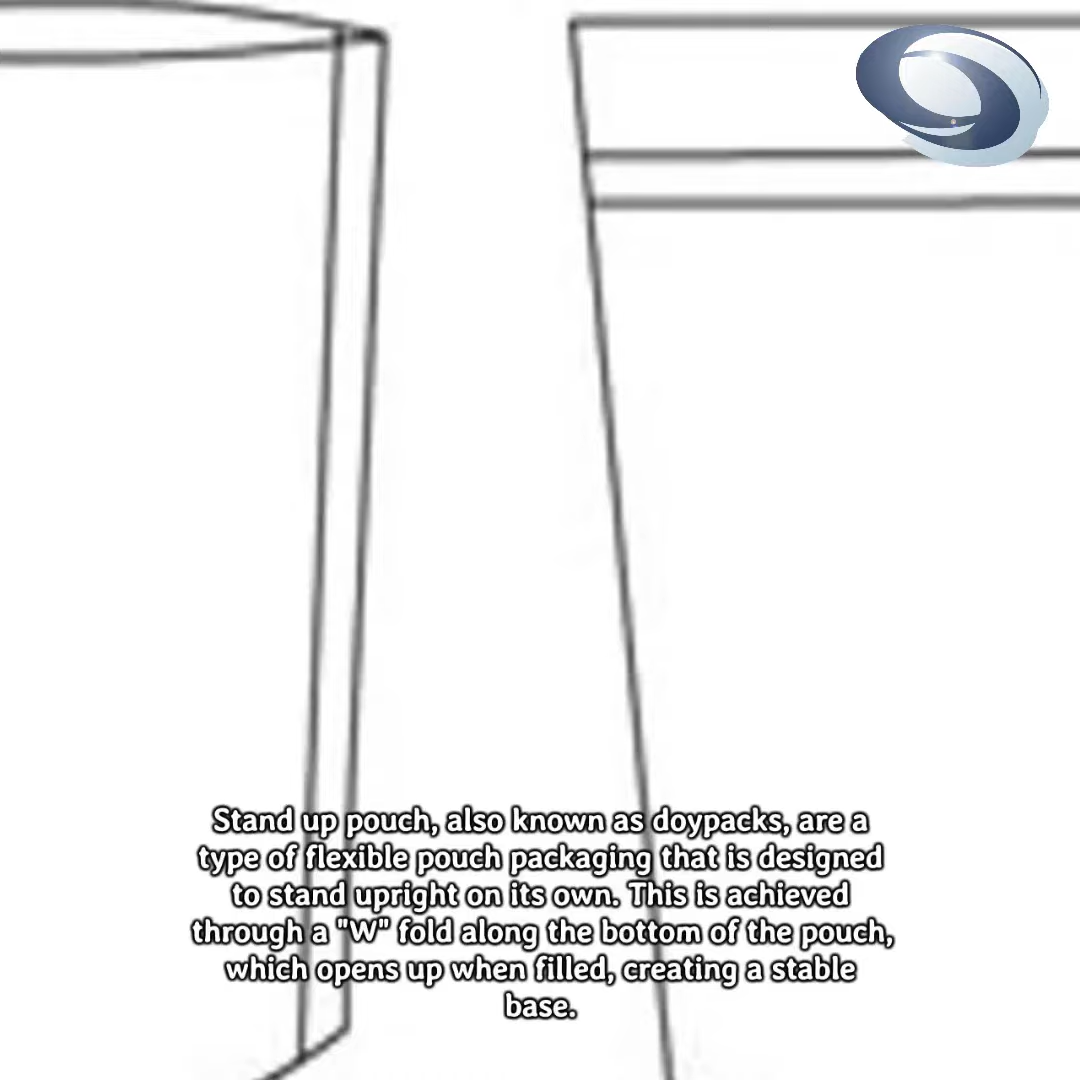 Stand up pouch, also known as doypacks, are a
type of flexible pouch packaging that is designed
to stand upright on its own. This is achieved
through a "W" fold along the bottom of the pouch,
which opens up when filled, creating a stable
base.